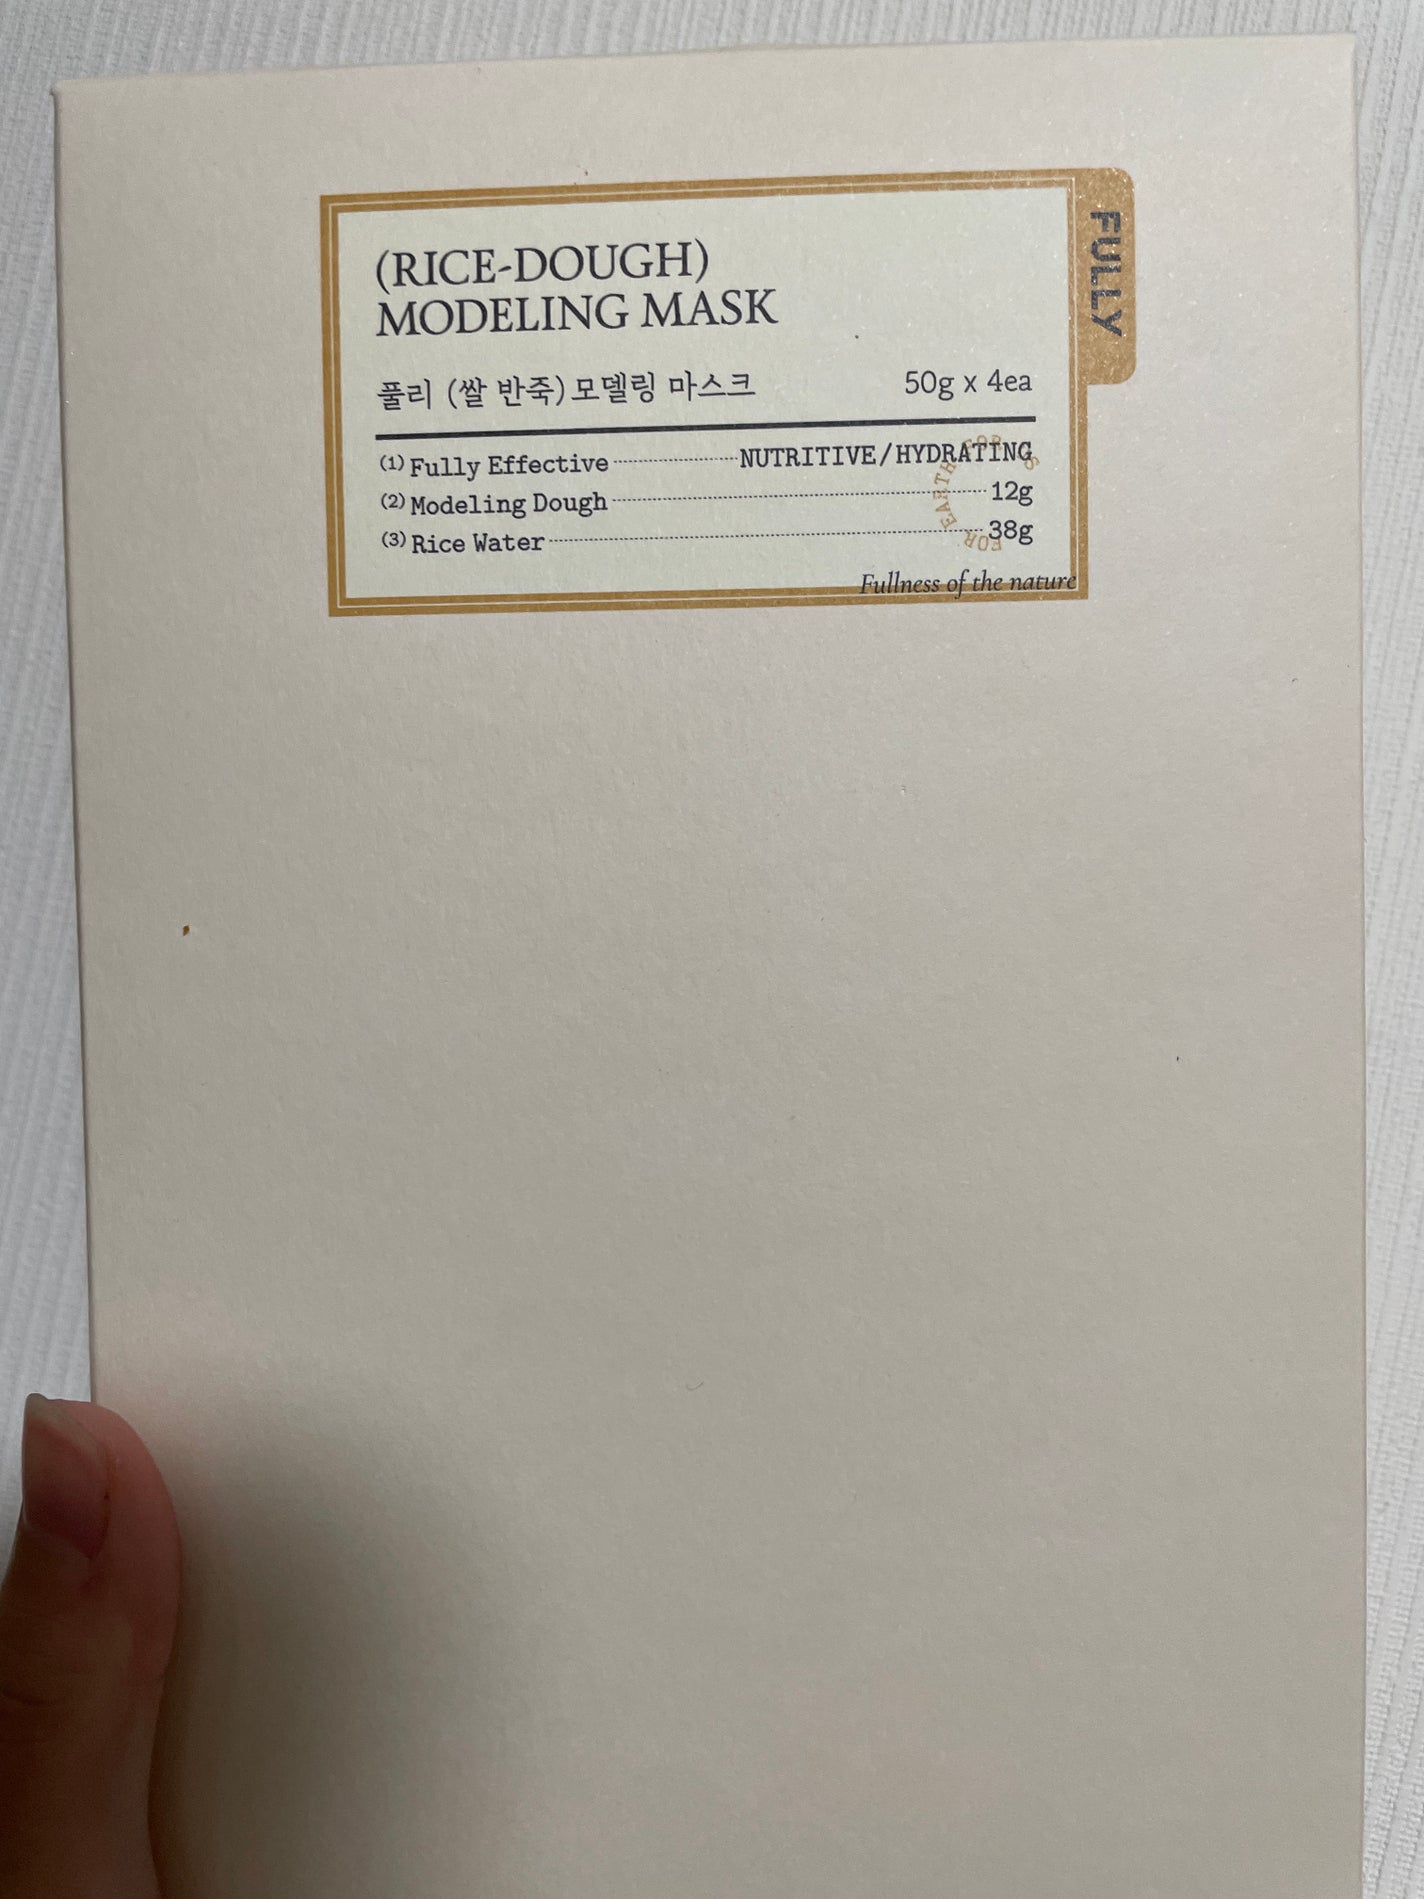 (RICE-DOUGH)
MODELING MASK
FULLY
풀리 (쌀 반죽) 모델링 마스크 50g x 4ea
(1) Fully Effective NUTRITIVE/HYDRATING
(2) Modeling Dough 12g
(3) Rice Water 38g
FOR EARTH FOR
Fullness of the nature